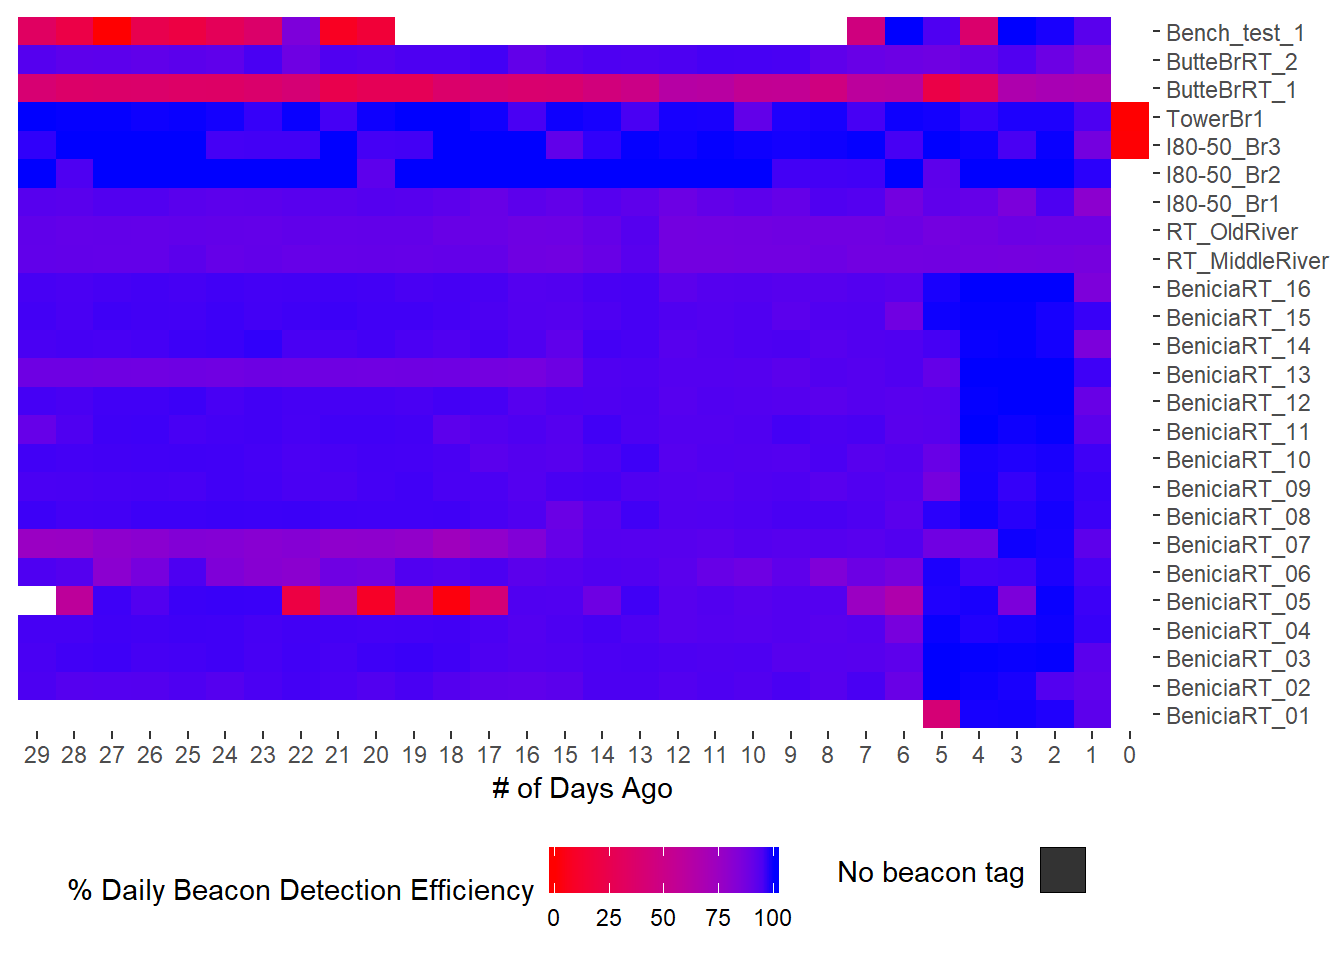 Bench_test_1
ButteBrRT_2
ButteBrRT_1
TowerBr1
I80-50_Br3
I80-50_Br2
I80-50_Br1
RT_OldRiver
RT_MiddleRiver
BeniciaRT_16
BeniciaRT_15
BeniciaRT_14
BeniciaRT_13
BeniciaRT_12
BeniciaRT_11
BeniciaRT_10
BeniciaRT_09
BeniciaRT_08
BeniciaRT_07
BeniciaRT_06
BeniciaRT_05
BeniciaRT_04
BeniciaRT_03
BeniciaRT_02
BeniciaRT_01
29 28 27 26 25 24 23 22 21 20 19 18 17 16 15 14 13 12 11 10 9 8 7 6 5 4 3 2 1 0
# of Days Ago
% Daily Beacon Detection Efficiency
0 25 50 75 100
No beacon tag